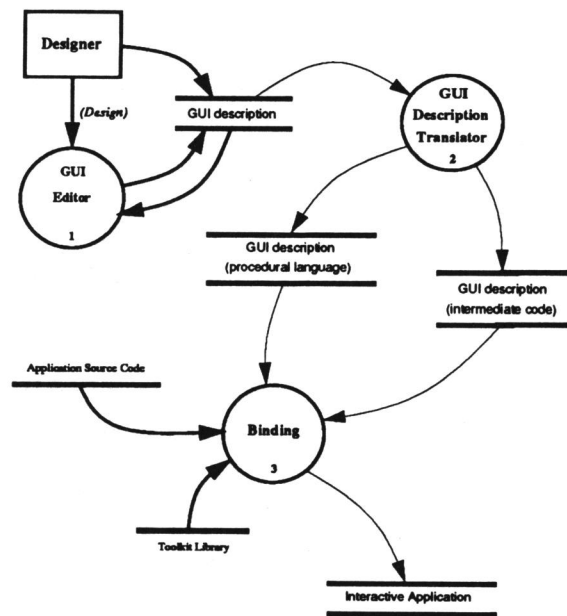 Designer
(Design)
GUI description
GUI
Editor
1
GUI
Description
Translator
2
GUI description
(procedural language)
GUI description
(intermediate code)
Application Source Code
Binding
3
Toolkit Library
Interactive Application